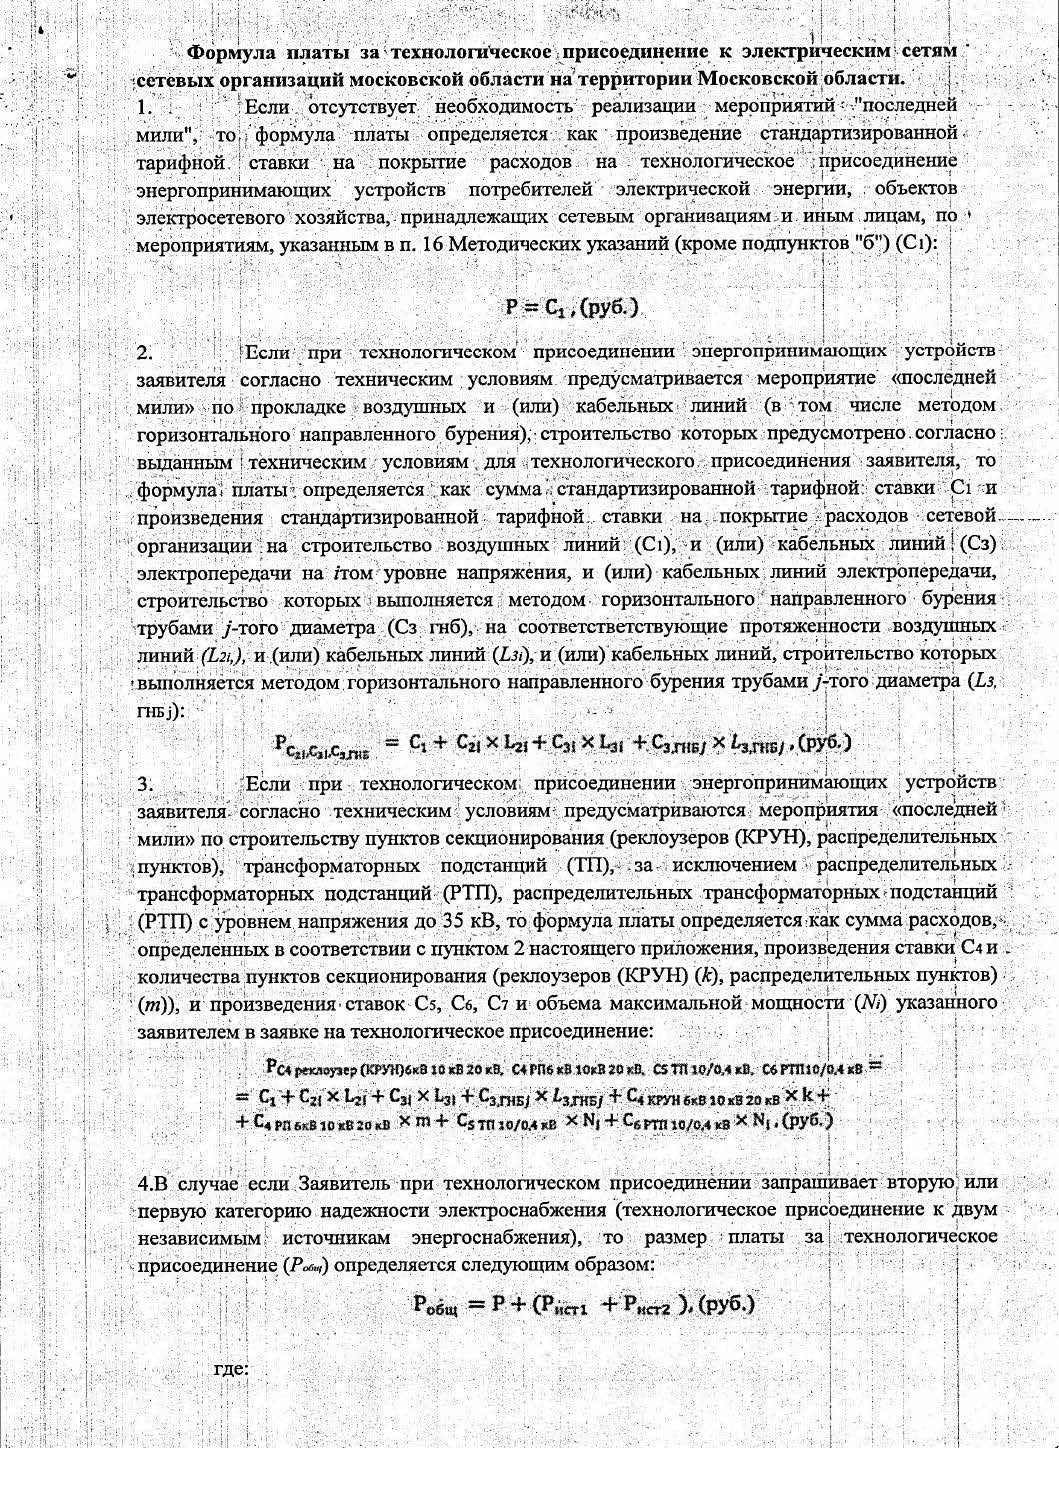 Формула платы за технологическое присоединение к электрическим сетям
сетевых организаций московской области на территории Московской области.
1. Если отсутствует необходимость реализации мероприятий "последней
мили", то формула платы определяется как произведение стандартизированной
тарифной ставки на покрытие расходов на технологическое присоединение
энергопринимающих устройств потребителей электрической энергии, объектов
электросетевого хозяйства, принадлежащих сетевым организациям и иным лицам, по
мероприятиям, указанным в п. 16 Методических указаний (кроме подпунктов "б") (С1):
P = C₁ , (руб.)
2. Если при технологическом присоединении энергопринимающих устройств
заявителя согласно техническим условиям предусматривается мероприятие «последней
мили» по прокладке воздушных и (или) кабельных линий (в том числе методом
горизонтального направленного бурения), строительство которых предусмотрено согласно
выданным техническим условиям для технологического присоединения заявителя, то
формула платы определяется как сумма стандартизированной тарифной ставки С1 и
произведения стандартизированной тарифной ставки на покрытие расходов сетевой
организации на строительство воздушных линий (С1), и (или) кабельных линий (С3)
электропередачи на iтом уровне напряжения, и (или) кабельных линий электропередачи,
строительство которых выполняется методом горизонтального направленного бурения
трубами j-того диаметра (С3 гнб), на соответстветствующие протяженности воздушных
линий (L2i,), и (или) кабельных линий (L3i), и (или) кабельных линий, строительство которых
выполняется методом горизонтального направленного бурения трубами j-того диаметра (L3,
ГНБ j):
P C2i,C3i,C3,ГНБ = C₁ + C2i × L2i + C3i × L3i + C3,ГНБj × L3,ГНБj , (руб.)
3. Если при технологическом присоединении энергопринимающих устройств
заявителя согласно техническим условиям предусматриваются мероприятия «последней
мили» по строительству пунктов секционирования (реклоузеров (КРУН), распределительных
пунктов), трансформаторных подстанций (ТП), за исключением распределительных
трансформаторных подстанций (РТП), распределительных трансформаторных подстанций
(РТП) с уровнем напряжения до 35 кВ, то формула платы определяется как сумма расходов,
определенных в соответствии с пунктом 2 настоящего приложения, произведения ставки С4 и
количества пунктов секционирования (реклоузеров (КРУН) (k), распределительных пунктов)
(m)), и произведения ставок С5, С6, С7 и объема максимальной мощности (Ni) указанного
заявителем в заявке на технологическое присоединение:
P C4 реклоузер (КРУН)6кВ 10 кВ 20 кВ, C4 РП6 кВ 10кВ 20 кВ, C5 ТП 10/0,4 кВ, C6 РТП10/0,4 кВ =
= C₁ + C2i × L2i + C3i × L3i + C3,ГНБj × L3,ГНБj + C4 КРУН 6кВ 10 кВ 20 кВ × k +
+ C4 РП 6кВ 10 кВ 20 кВ × m + C5 ТП 10/0,4 кВ × Ni + C6 РТП 10/0,4 кВ × Ni , (руб.)
4.В случае если Заявитель при технологическом присоединении запрашивает вторую или
первую категорию надежности электроснабжения (технологическое присоединение к двум
независимым источникам энергоснабжения), то размер платы за технологическое
присоединение (Pобщ) определяется следующим образом:
Pобщ = P + (Pист1 + Pист2 ), (руб.)
где: